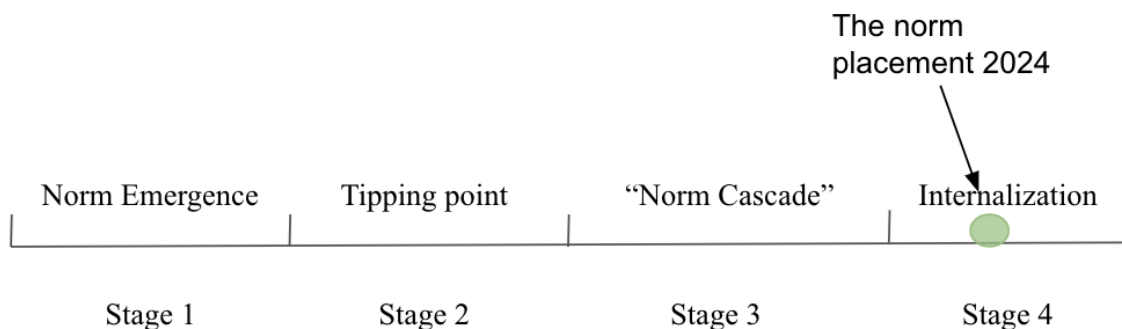 The norm
placement 2024
Norm Emergence Tipping point “Norm Cascade” Internalization
Stage 1 Stage 2 Stage 3 Stage 4